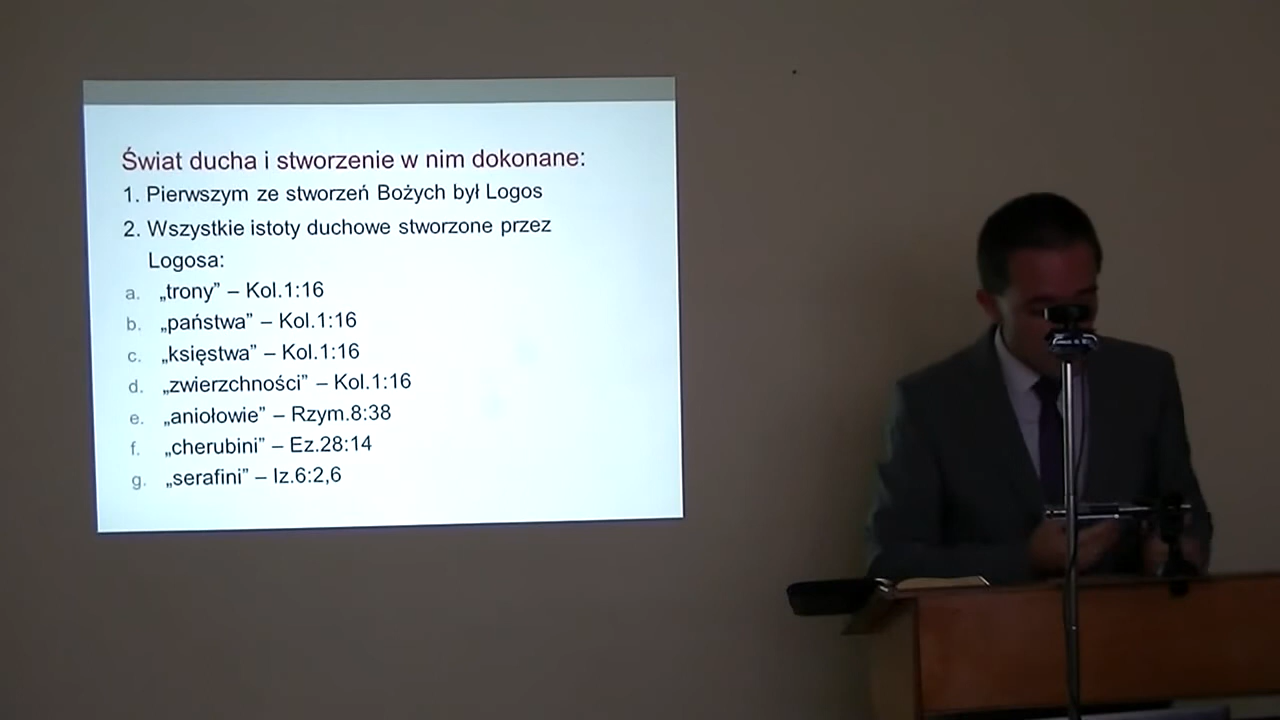 Świat ducha i stworzenie w nim dokonane:
1. Pierwszym ze stworzeń Bożych był Logos
2. Wszystkie istoty duchowe stworzone przez
Logosa:
a. „trony” – Kol.1:16
b. „państwa” – Kol.1:16
c. „księstwa” – Kol.1:16
d. „zwierzchności” – Kol.1:16
e. „aniołowie” – Rzym.8:38
f. „cherubini” – Ez.28:14
g. „serafini” – Iz.6:2,6